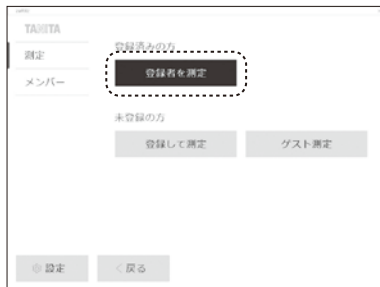 TANITA
測定
メンバー
登録済みの方
登録者を測定
未登録の方
登録して測定
ゲスト測定
設定
< 戻る